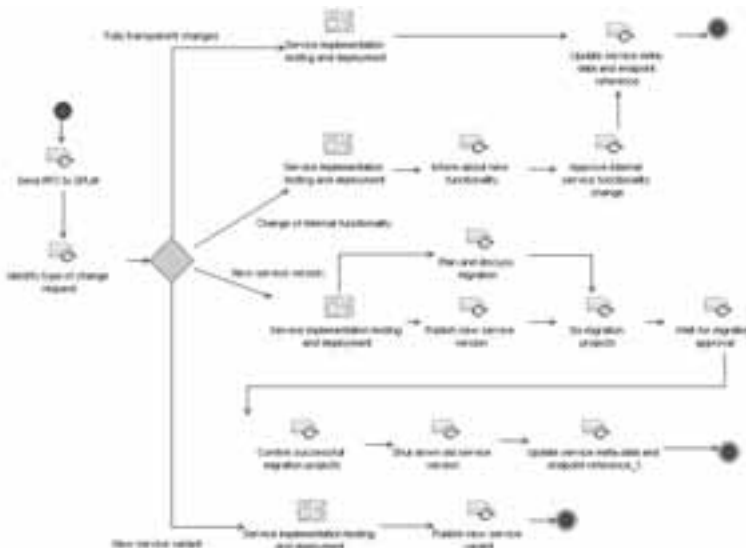 Fully transparent changes
Service implementation
testing and deployment
Update service meta-
data and endpoint
reference
Send RFC to
Identify type of change
request
Service implementation
testing and deployment
Inform about new
functionality
Approve internal
service functionality
change
Change of internal functionality
New service version
Plan and discuss
migration
Service implementation testing
and deployment
Publish new service
version
Do migration
projects
Wait for migration
approval
Confirm successful
migration projects
Shut down old service
version
Update service meta-data and
endpoint reference_1
New service variant
Service implementation testing
and deployment
Publish new service
variant